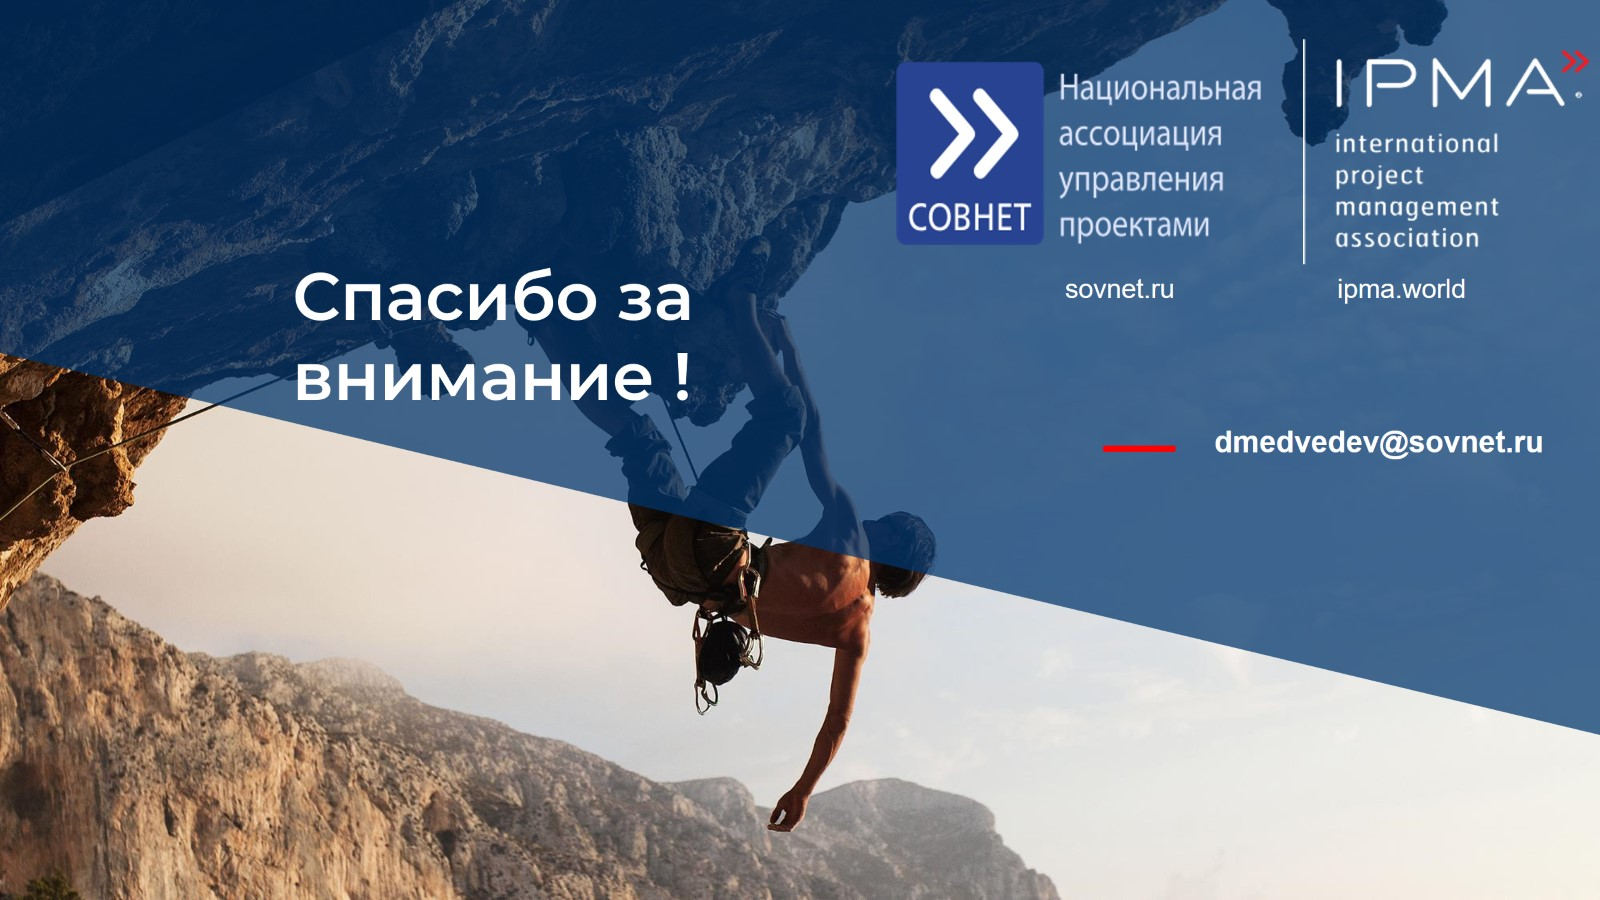 Национальная
ассоциация
управления
проектами
СОВНЕТ
IPMA
international
project
management
association
sovnet.ru
ipma.world
Спасибо за
внимание !
dmedvedev@sovnet.ru